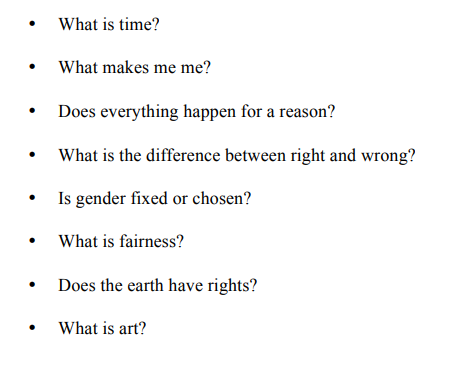 • What is time?
• What makes me me?
• Does everything happen for a reason?
• What is the difference between right and wrong?
• Is gender fixed or chosen?
• What is fairness?
• Does the earth have rights?
• What is art?